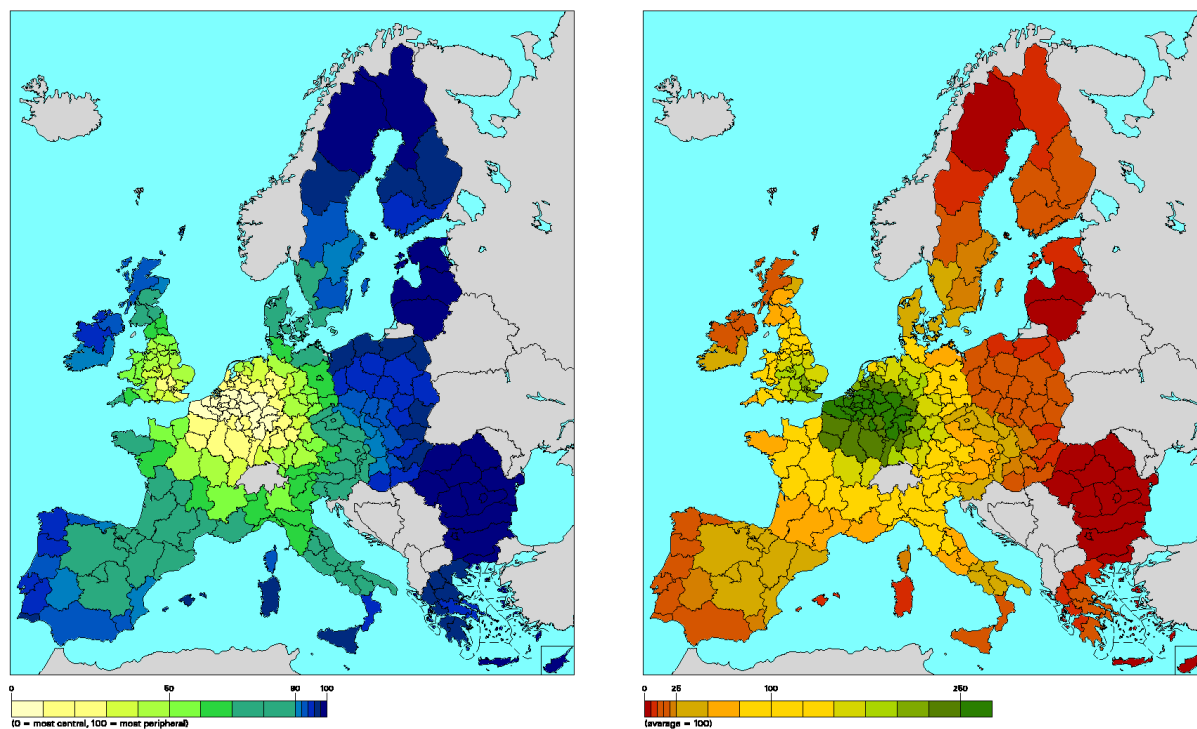 0 50 90 100
(0 = most central, 100 = most peripheral)
0 25 100 250
(average = 100)